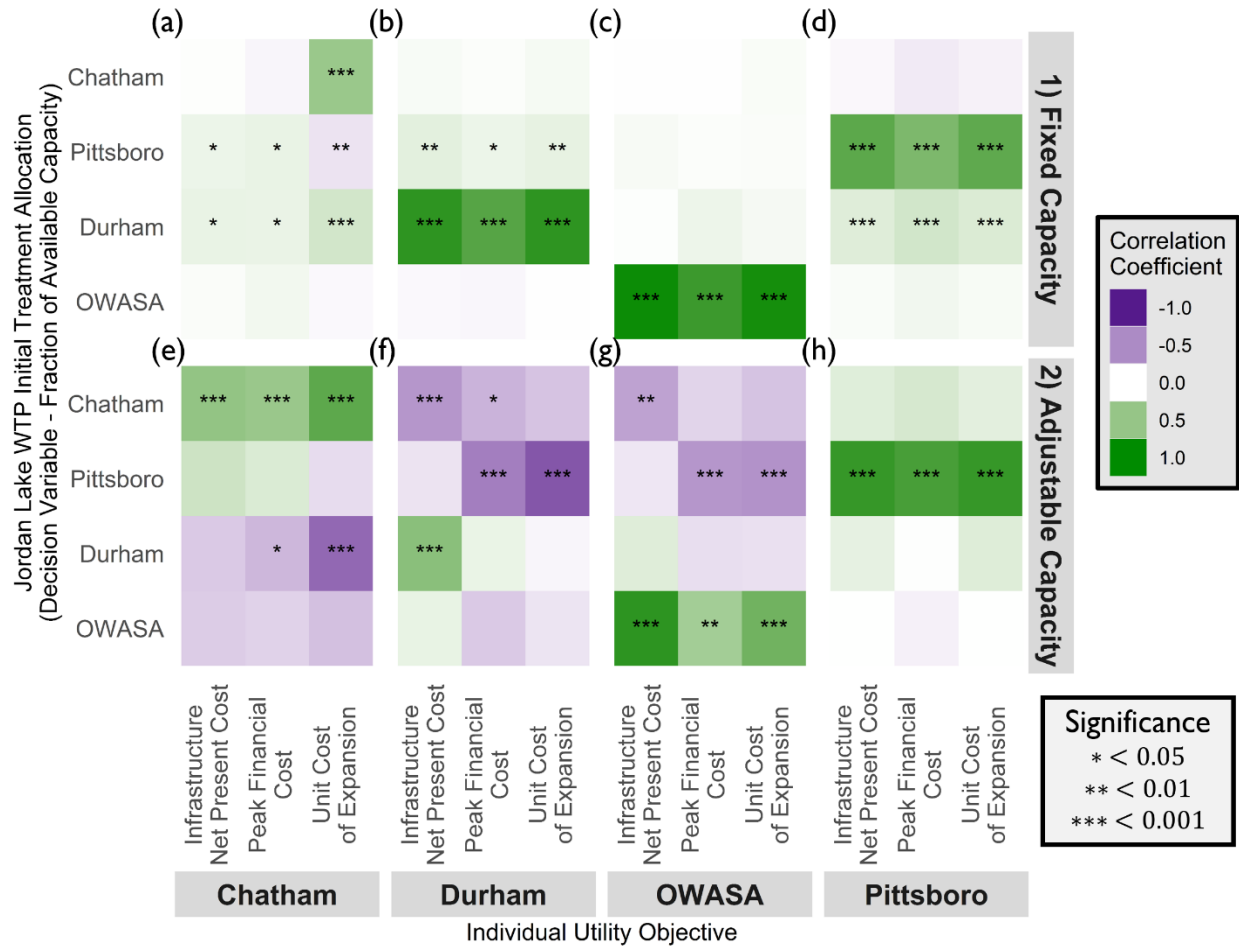 (a)
(b)
(c)
(d)
Jordan Lake WTP Initial Treatment Allocation
(Decision Variable - Fraction of Available Capacity)
Chatham
***
Pittsboro
* * ** ** * ** *** *** ***
Durham
* * *** *** *** *** *** *** ***
OWASA
*** *** ***
1) Fixed Capacity
(e)
(f)
(g)
(h)
Chatham
*** *** *** *** * **
Pittsboro
*** *** *** *** *** *** ***
Durham
* *** ***
OWASA
*** ** ***
2) Adjustable Capacity
Infrastructure
Net Present Cost
Peak Financial
Cost
Unit Cost
of Expansion
Infrastructure
Net Present Cost
Peak Financial
Cost
Unit Cost
of Expansion
Infrastructure
Net Present Cost
Peak Financial
Cost
Unit Cost
of Expansion
Infrastructure
Net Present Cost
Peak Financial
Cost
Unit Cost
of Expansion
Chatham
Durham
OWASA
Pittsboro
Individual Utility Objective
Correlation
Coefficient
-1.0
-0.5
0.0
0.5
1.0
Significance
* < 0.05
** < 0.01
*** < 0.001